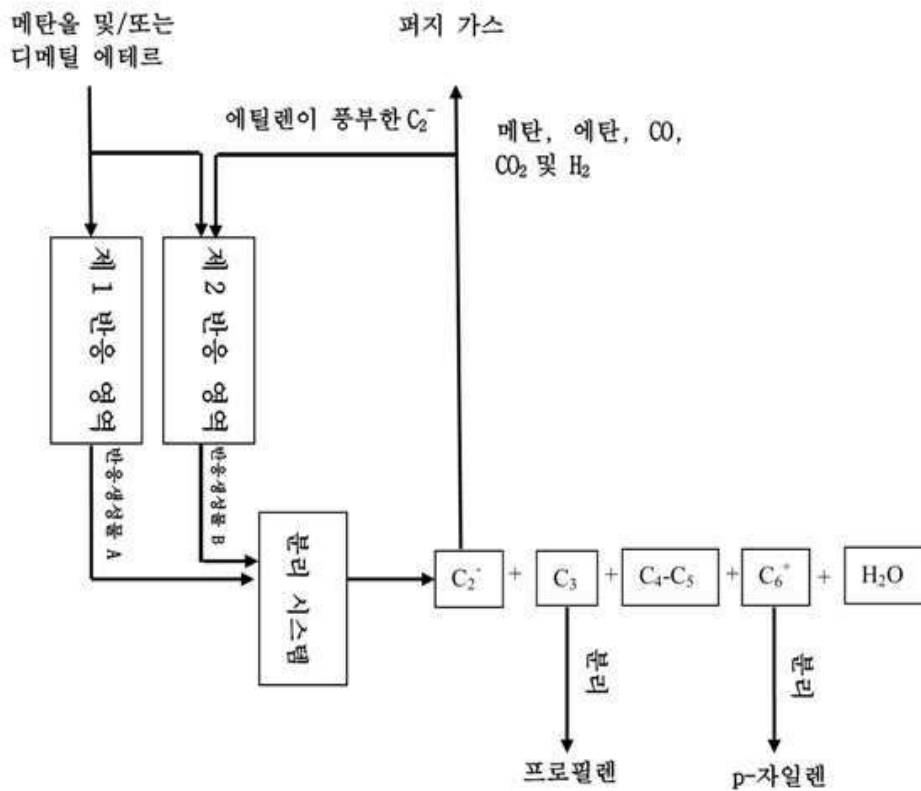 메탄올 및/또는
디메틸 에테르
퍼지 가스
에틸렌이 풍부한 C₂⁻
메탄, 에탄, CO,
CO₂ 및 H₂
제 1 반응 영역
제 2 반응 영역
반응생성물 A
반응생성물 B
분리 시스템
C₂⁻ + C₃ + C₄-C₅ + C₆⁺ + H₂O
분리
분리
프로필렌
p-자일렌